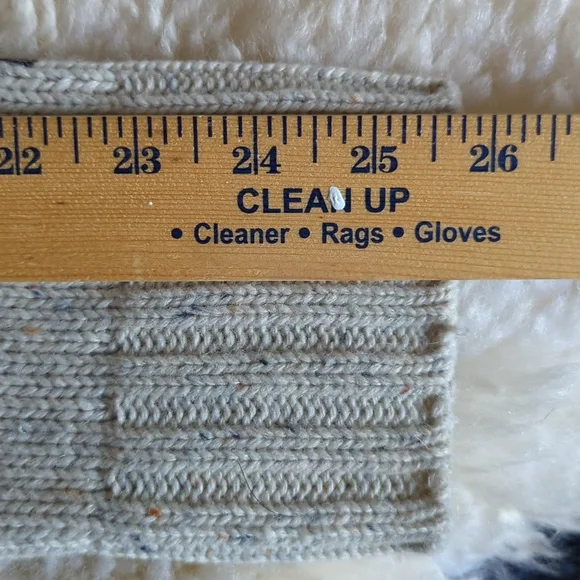 22 23 24 25 26
CLEAN UP
• Cleaner • Rags • Gloves